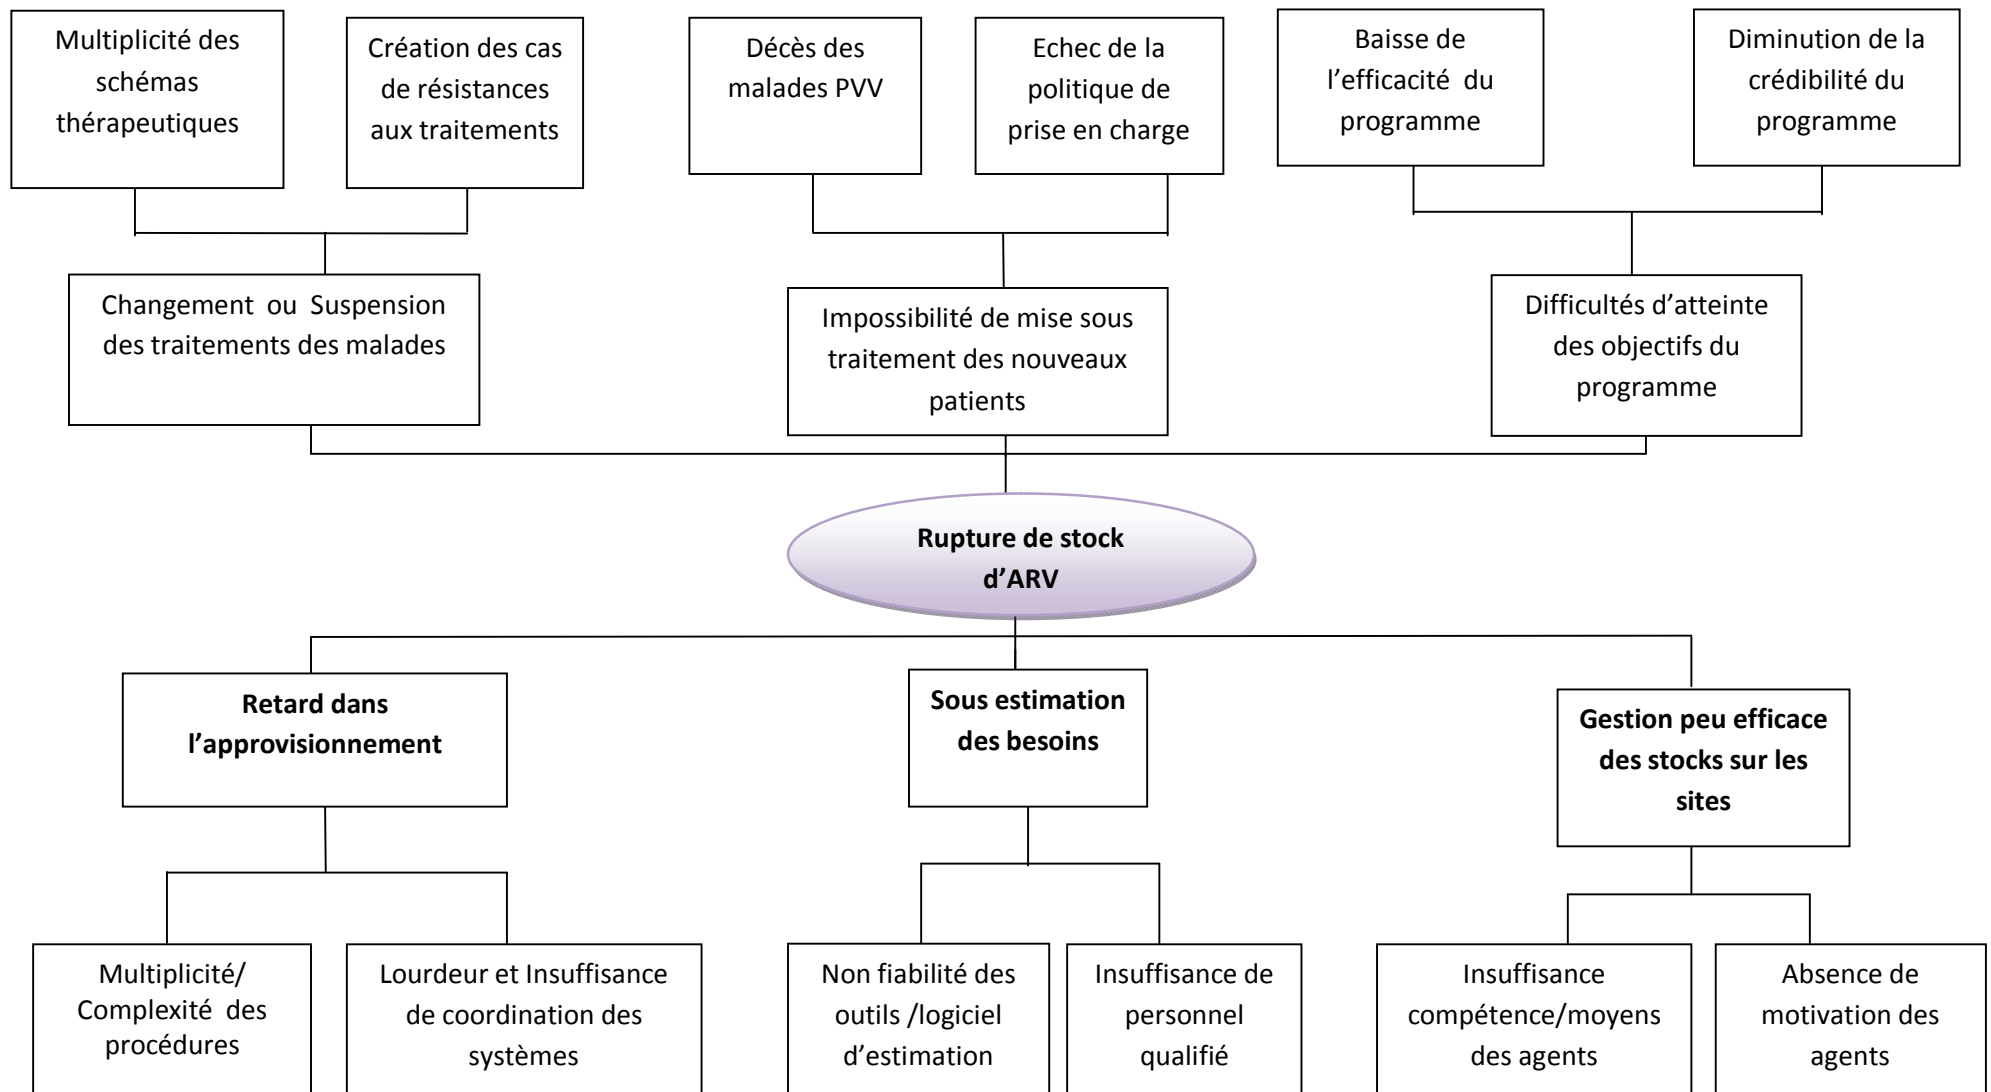 Multiplicité des
schémas
thérapeutiques
Création des cas
de résistances
aux traitements
Décès des
malades PVV
Echec de la
politique de
prise en charge
Baisse de
l’efficacité du
programme
Diminution de la
crédibilité du
programme
Changement ou Suspension
des traitements des malades
Impossibilité de mise sous
traitement des nouveaux
patients
Difficultés d’atteinte
des objectifs du
programme
Rupture de stock
d’ARV
Retard dans
l’approvisionnement
Sous estimation
des besoins
Gestion peu efficace
des stocks sur les
sites
Multiplicité/
Complexité des
procédures
Lourdeur et Insuffisance
de coordination des
systèmes
Non fiabilité des
outils /logiciel
d’estimation
Insuffisance de
personnel
qualifié
Insuffisance
compétence/moyens
des agents
Absence de
motivation des
agents